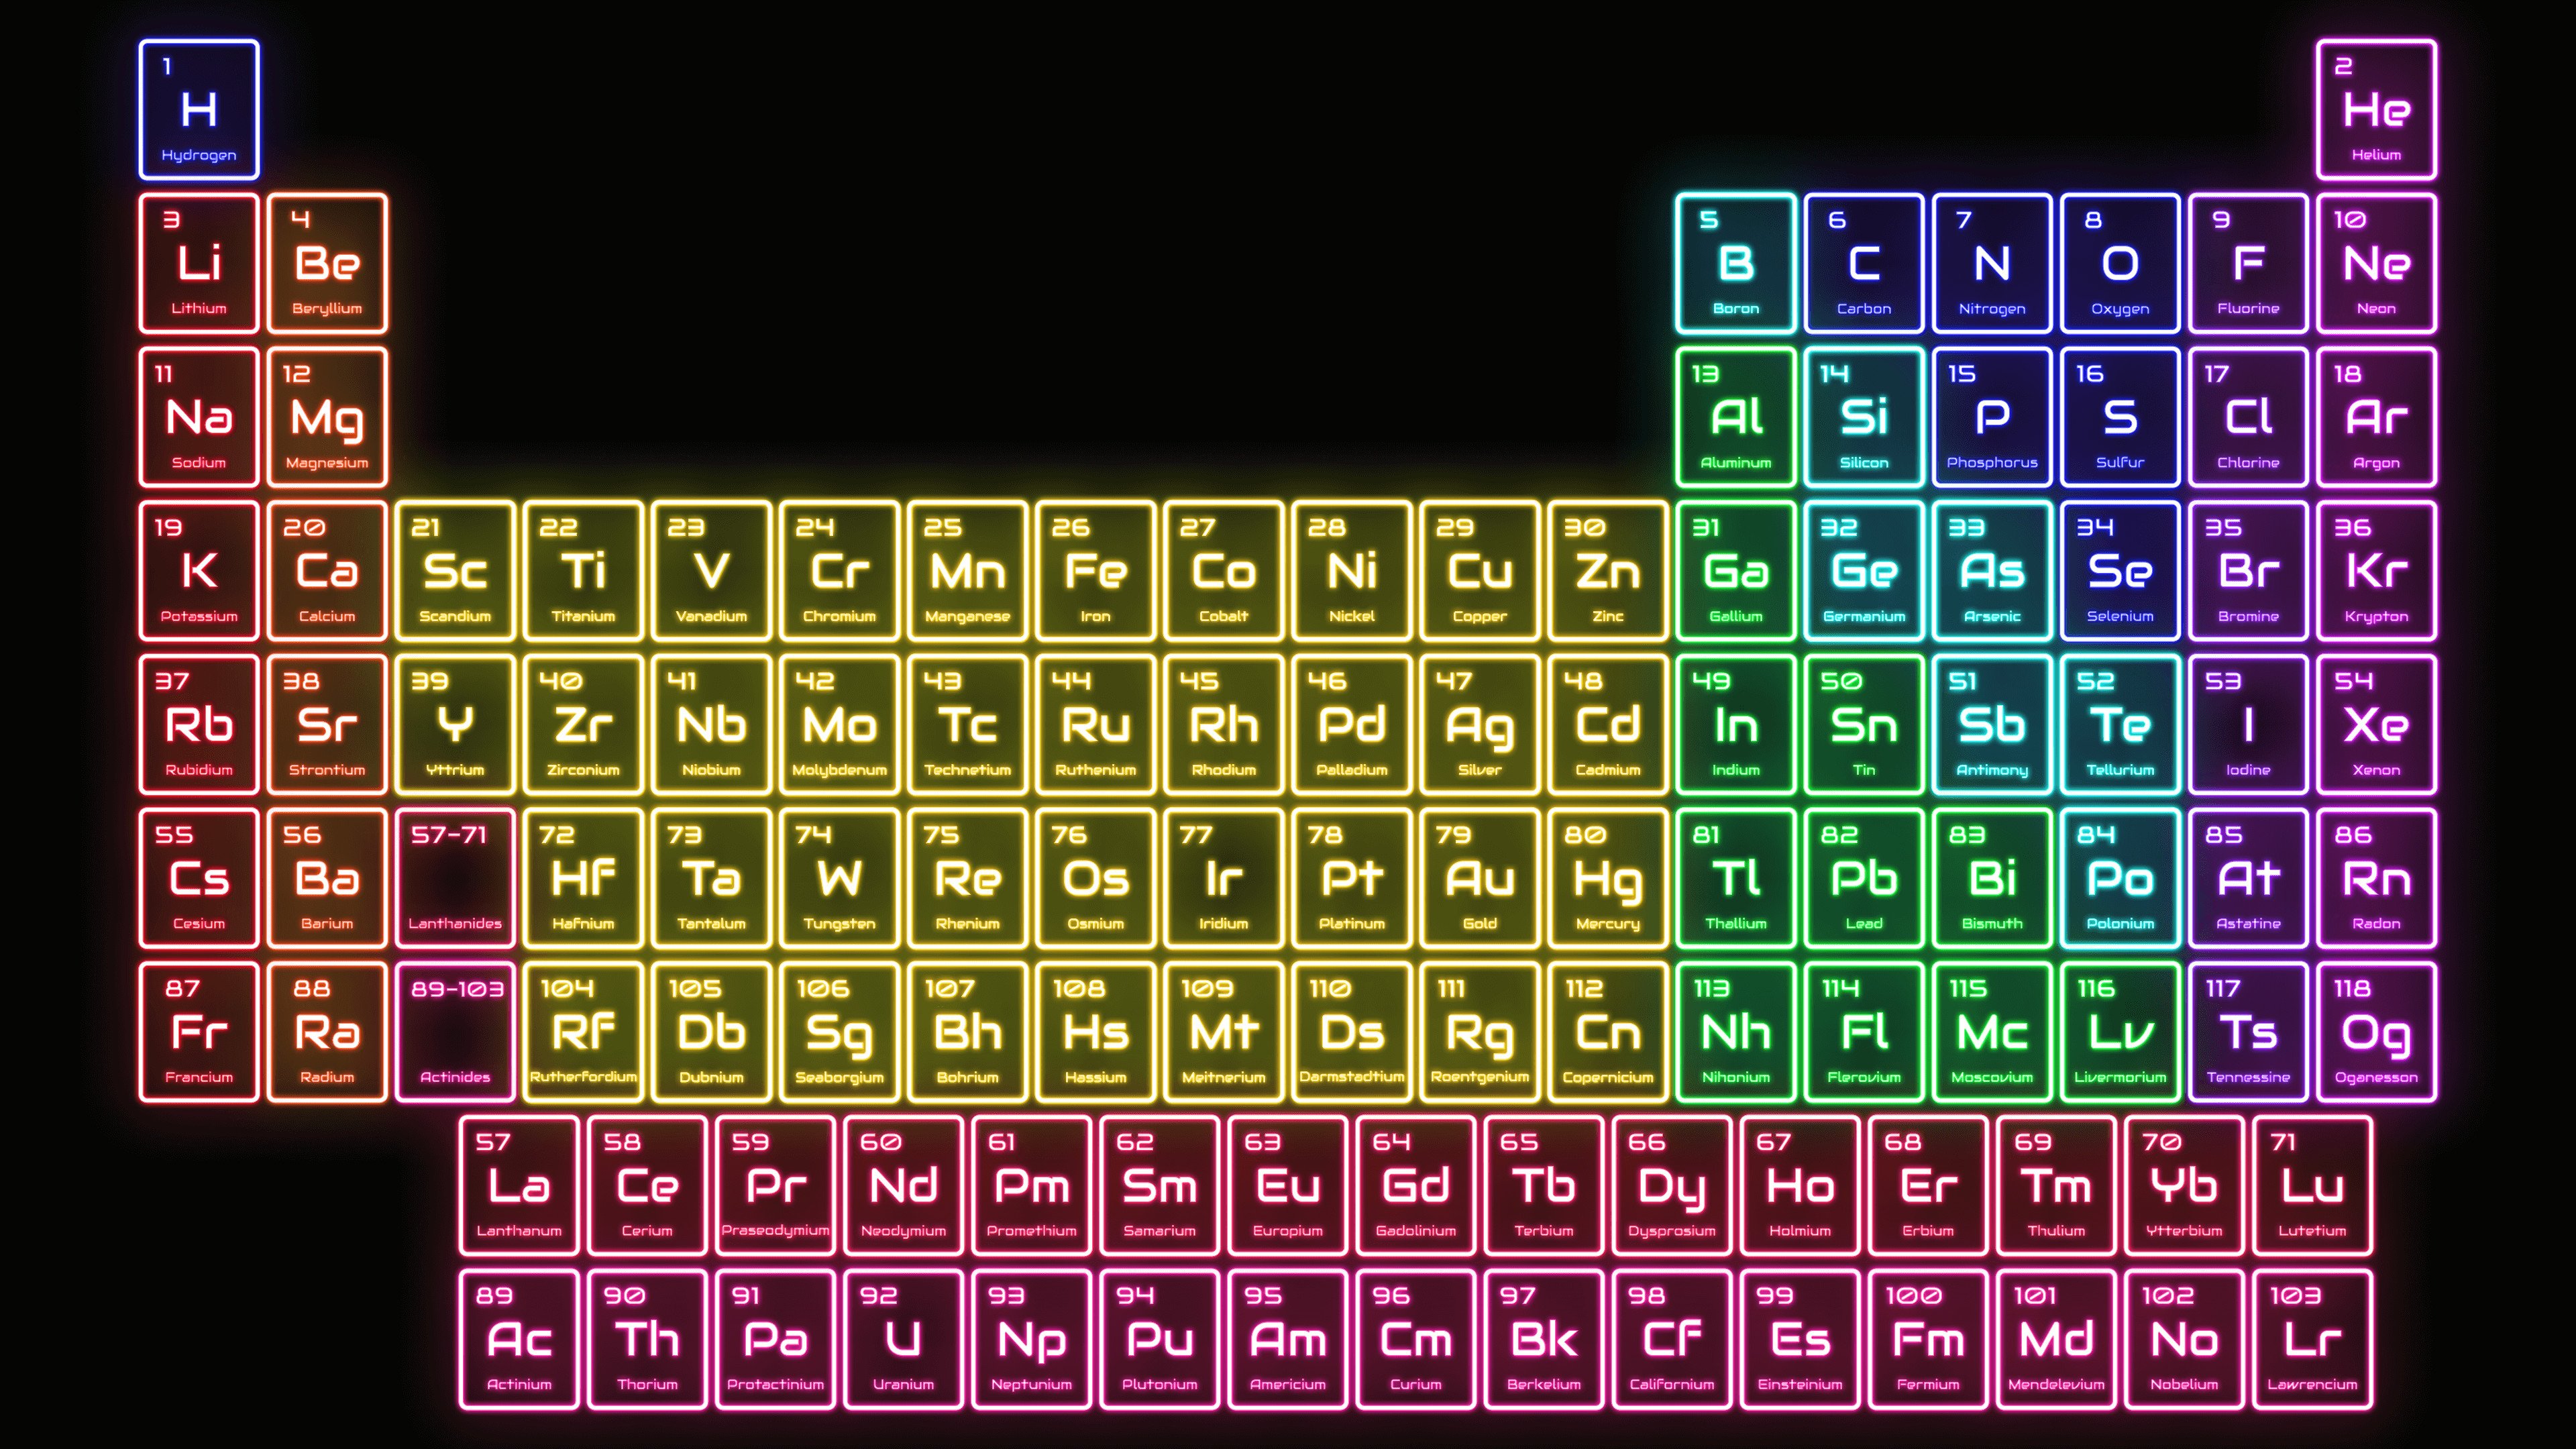 1 2
H He
Hydrogen Helium
3 4 5 6 7 8 9 10
Li Be B C N O F Ne
Lithium Beryllium Boron Carbon Nitrogen Oxygen Fluorine Neon
11 12 13 14 15 16 17 18
Na Mg Al Si P S Cl Ar
Sodium Magnesium Aluminum Silicon Phosphorus Sulfur Chlorine Argon
19 20 21 22 23 24 25 26 27 28 29 30 31 32 33 34 35 36
K Ca Sc Ti V Cr Mn Fe Co Ni Cu Zn Ga Ge As Se Br Kr
Potassium Calcium Scandium Titanium Vanadium Chromium Manganese Iron Cobalt Nickel Copper Zinc Gallium Germanium Arsenic Selenium Bromine Krypton
37 38 39 40 41 42 43 44 45 46 47 48 49 50 51 52 53 54
Rb Sr Y Zr Nb Mo Tc Ru Rh Pd Ag Cd In Sn Sb Te I Xe
Rubidium Strontium Yttrium Zirconium Niobium Molybdenum Technetium Ruthenium Rhodium Palladium Silver Cadmium Indium Tin Antimony Tellurium Iodine Xenon
55 56 57-71 72 73 74 75 76 77 78 79 80 81 82 83 84 85 86
Cs Ba Hf Ta W Re Os Ir Pt Au Hg Tl Pb Bi Po At Rn
Cesium Barium Lanthanides Hafnium Tantalum Tungsten Rhenium Osmium Iridium Platinum Gold Mercury Thallium Lead Bismuth Polonium Astatine Radon
87 88 89-103 104 105 106 107 108 109 110 111 112 113 114 115 116 117 118
Fr Ra Rf Db Sg Bh Hs Mt Ds Rg Cn Nh Fl Mc Lv Ts Og
Francium Radium Actinides Rutherfordium Dubnium Seaborgium Bohrium Hassium Meitnerium Darmstadtium Roentgenium Copernicium Nihonium Flerovium Moscovium Livermorium Tennessine Oganesson
57 58 59 60 61 62 63 64 65 66 67 68 69 70 71
La Ce Pr Nd Pm Sm Eu Gd Tb Dy Ho Er Tm Yb Lu
Lanthanum Cerium Praseodymium Neodymium Promethium Samarium Europium Gadolinium Terbium Dysprosium Holmium Erbium Thulium Ytterbium Lutetium
89 90 91 92 93 94 95 96 97 98 99 100 101 102 103
Ac Th Pa U Np Pu Am Cm Bk Cf Es Fm Md No Lr
Actinium Thorium Protactinium Uranium Neptunium Plutonium Americium Curium Berkelium Californium Einsteinium Fermium Mendelevium Nobelium Lawrencium